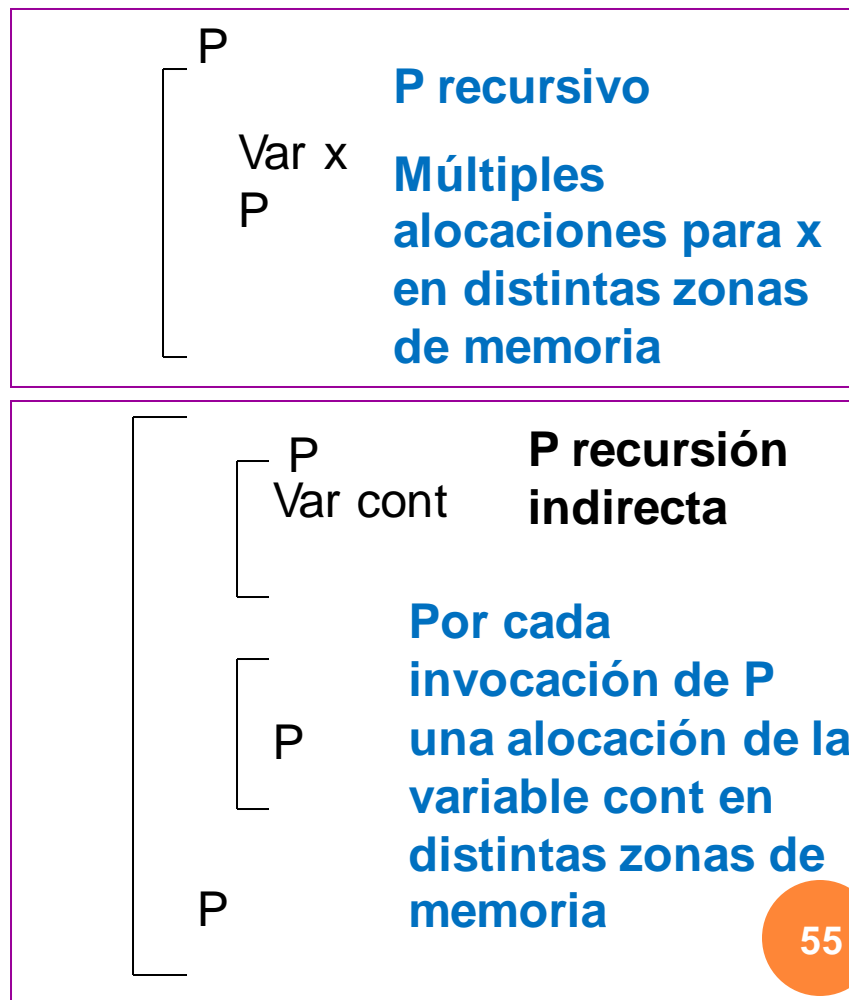 P
P recursivo
Var x
P
Múltiples
alocaciones para x
en distintas zonas
de memoria
P
Var cont
P recursión
indirecta
Por cada
invocación de P
una alocación de la
variable cont en
distintas zonas de
memoria
P
P
55